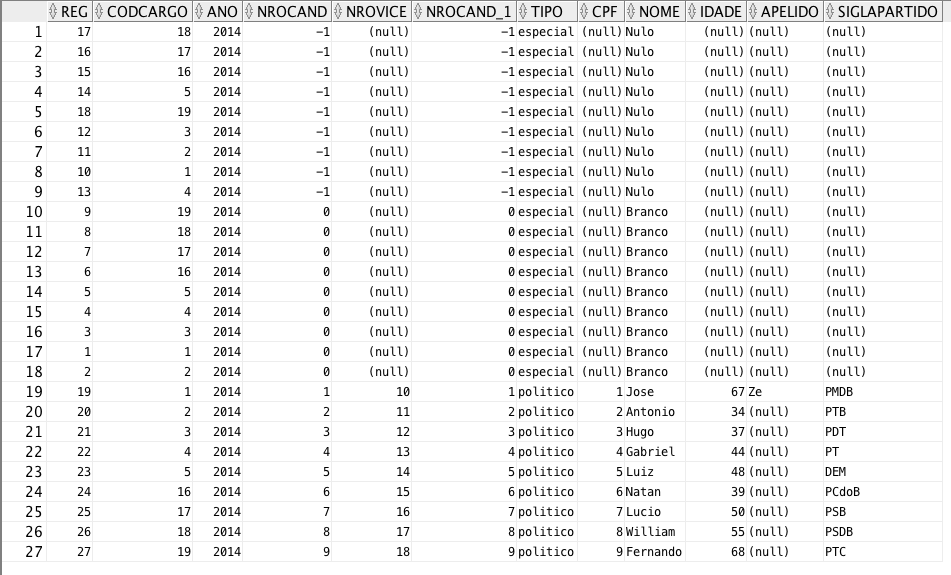 REG CODCARGO ANO NROCAND NROVICE NROCAND_1 TIPO CPF NOME IDADE APELIDO SIGLAPARTIDO
1 17 18 2014 -1 (null) -1 especial (null) Nulo (null) (null) (null)
2 16 17 2014 -1 (null) -1 especial (null) Nulo (null) (null) (null)
3 15 16 2014 -1 (null) -1 especial (null) Nulo (null) (null) (null)
4 14 5 2014 -1 (null) -1 especial (null) Nulo (null) (null) (null)
5 18 19 2014 -1 (null) -1 especial (null) Nulo (null) (null) (null)
6 12 3 2014 -1 (null) -1 especial (null) Nulo (null) (null) (null)
7 11 2 2014 -1 (null) -1 especial (null) Nulo (null) (null) (null)
8 10 1 2014 -1 (null) -1 especial (null) Nulo (null) (null) (null)
9 13 4 2014 -1 (null) -1 especial (null) Nulo (null) (null) (null)
10 9 19 2014 0 (null) 0 especial (null) Branco (null) (null) (null)
11 8 18 2014 0 (null) 0 especial (null) Branco (null) (null) (null)
12 7 17 2014 0 (null) 0 especial (null) Branco (null) (null) (null)
13 6 16 2014 0 (null) 0 especial (null) Branco (null) (null) (null)
14 5 5 2014 0 (null) 0 especial (null) Branco (null) (null) (null)
15 4 4 2014 0 (null) 0 especial (null) Branco (null) (null) (null)
16 3 3 2014 0 (null) 0 especial (null) Branco (null) (null) (null)
17 1 1 2014 0 (null) 0 especial (null) Branco (null) (null) (null)
18 2 2 2014 0 (null) 0 especial (null) Branco (null) (null) (null)
19 19 1 2014 1 10 1 politico 1 Jose 67 Ze PMDB
20 20 2 2014 2 11 2 politico 2 Antonio 34 (null) PTB
21 21 3 2014 3 12 3 politico 3 Hugo 37 (null) PDT
22 22 4 2014 4 13 4 politico 4 Gabriel 44 (null) PT
23 23 5 2014 5 14 5 politico 5 Luiz 48 (null) DEM
24 24 16 2014 6 15 6 politico 6 Natan 39 (null) PCdoB
25 25 17 2014 7 16 7 politico 7 Lucio 50 (null) PSB
26 26 18 2014 8 17 8 politico 8 William 55 (null) PSDB
27 27 19 2014 9 18 9 politico 9 Fernando 68 (null) PTC